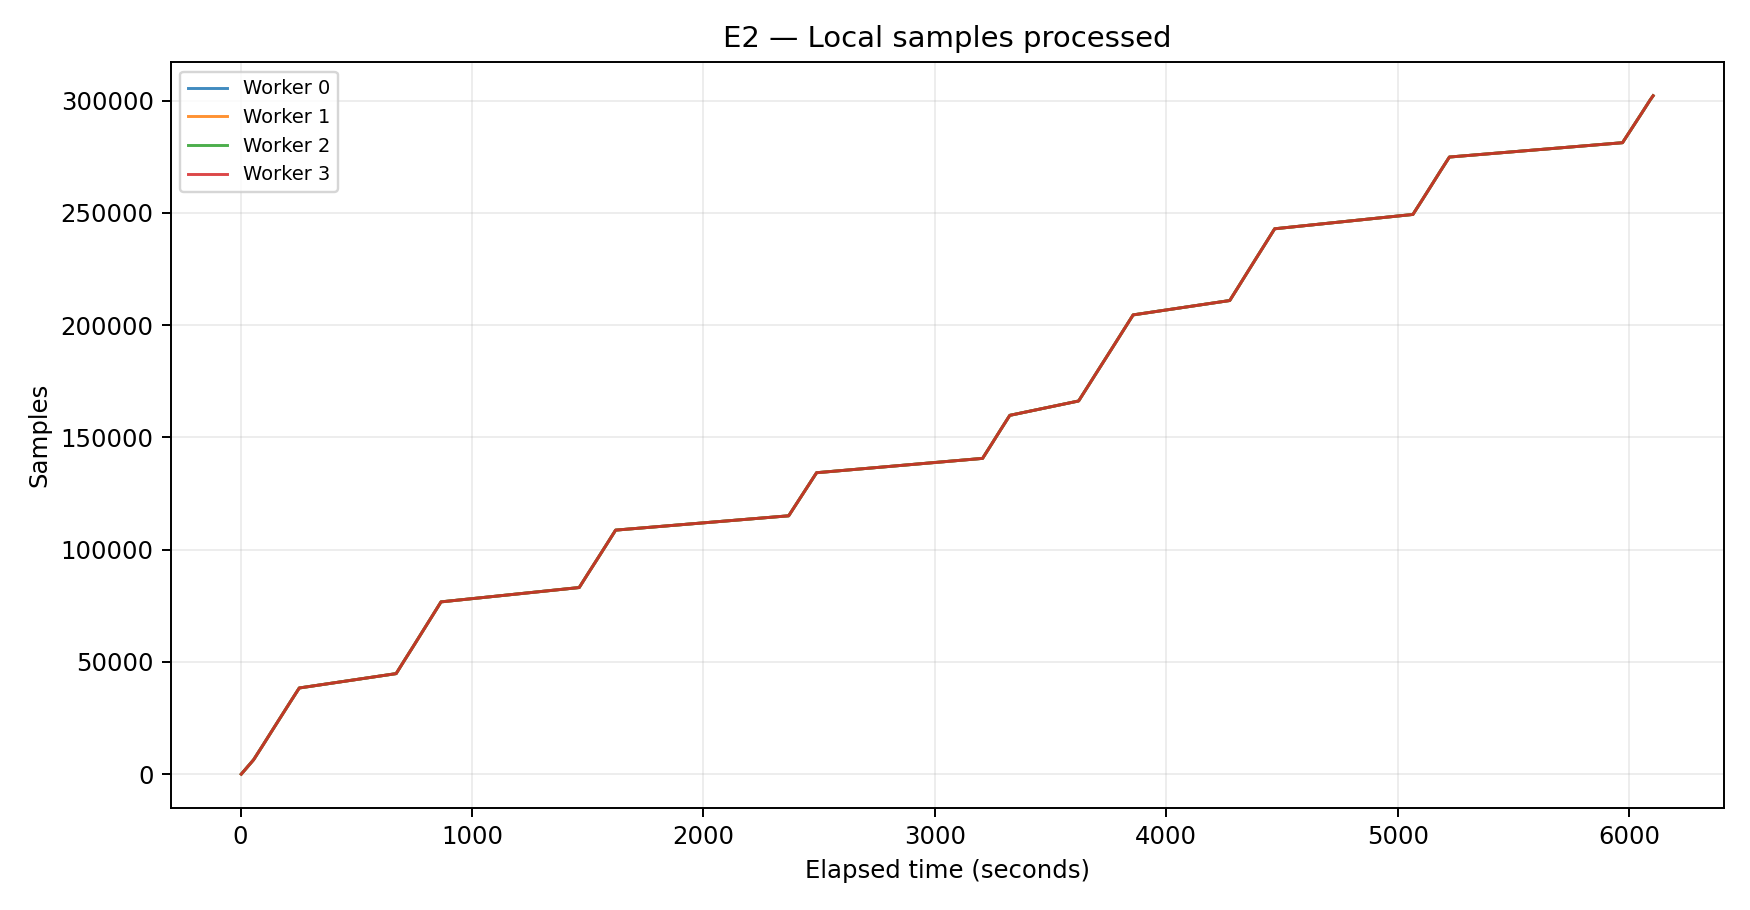 E2 — Local samples processed
Worker 0
Worker 1
Worker 2
Worker 3
300000
250000
200000
150000
100000
50000
0
Samples
0 1000 2000 3000 4000 5000 6000
Elapsed time (seconds)